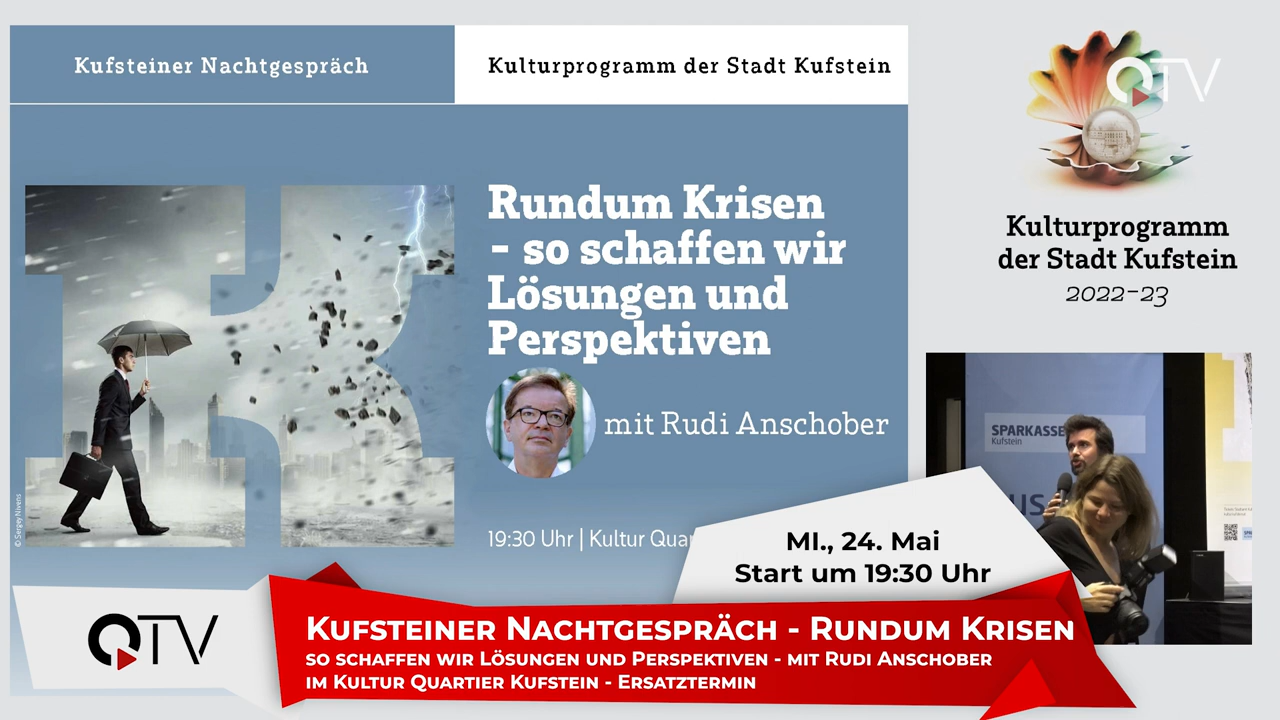 Kufsteiner Nachtgespräch
Kulturprogramm der Stadt Kufstein
QTV
Rundum Krisen
- so schaffen wir
Lösungen und
Perspektiven
mit Rudi Anschober
19:30 Uhr | Kultur Quar
© Sergey Nivens
Kulturprogramm
der Stadt Kufstein
2022-23
SPARKASSE
Kufstein
US
MI., 24. Mai
Start um 19:30 Uhr
QTV
Kufsteiner Nachtgespräch - Rundum Krisen
so schaffen wir Lösungen und Perspektiven - mit Rudi Anschober
im Kultur Quartier Kufstein - Ersatztermin